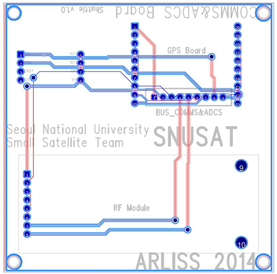 COMMS&ADCS Board
Shuttle v1.0
GPS Board
BUS_COMMS&ADCS
Seoul National University
Small Satellite Team
SNUSAT
9
RF Module
10
ARLISS 2014